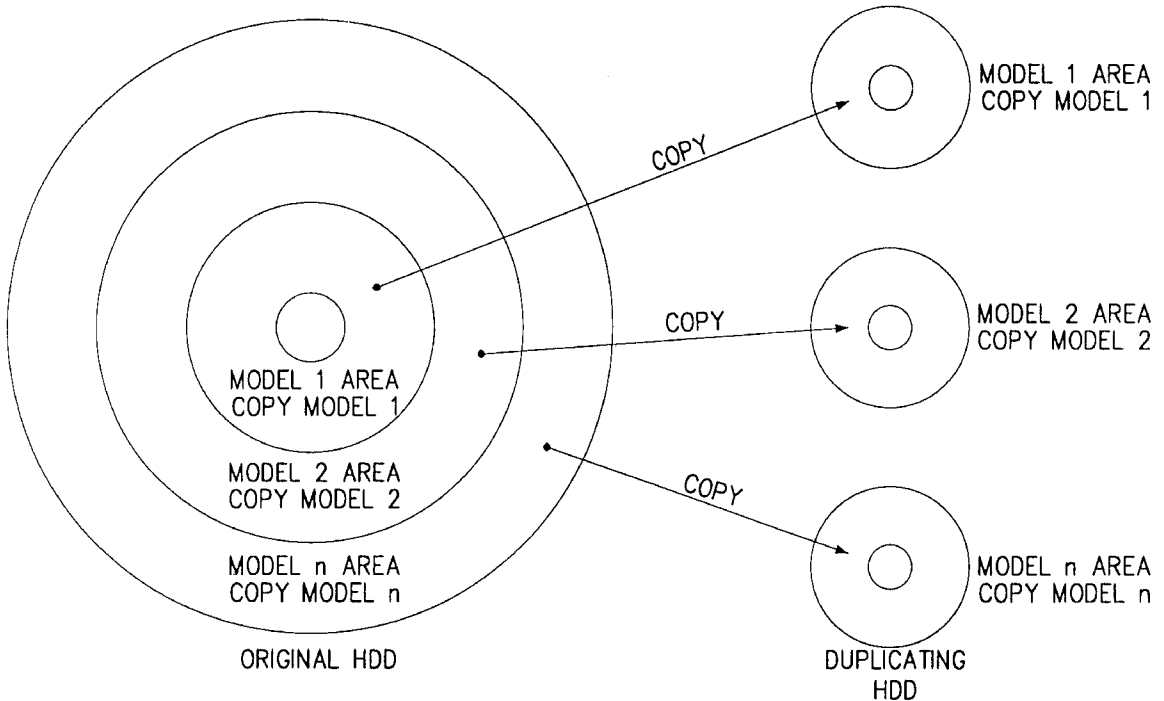 MODEL 1 AREA
COPY MODEL 1
MODEL 2 AREA
COPY MODEL 2
MODEL n AREA
COPY MODEL n
ORIGINAL HDD
COPY
COPY
COPY
MODEL 1 AREA
COPY MODEL 1
MODEL 2 AREA
COPY MODEL 2
MODEL n AREA
COPY MODEL n
DUPLICATING
HDD